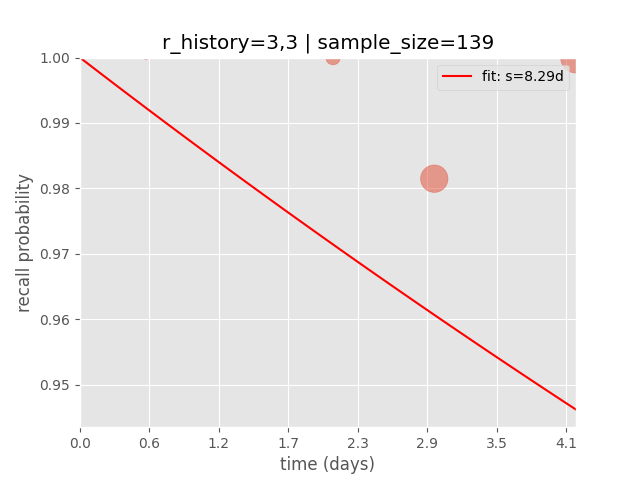 r_history=3,3 | sample_size=139
fit: s=8.29d
1.00
0.99
0.98
0.97
0.96
0.95
recall probability
0.0 0.6 1.2 1.7 2.3 2.9 3.5 4.1
time (days)